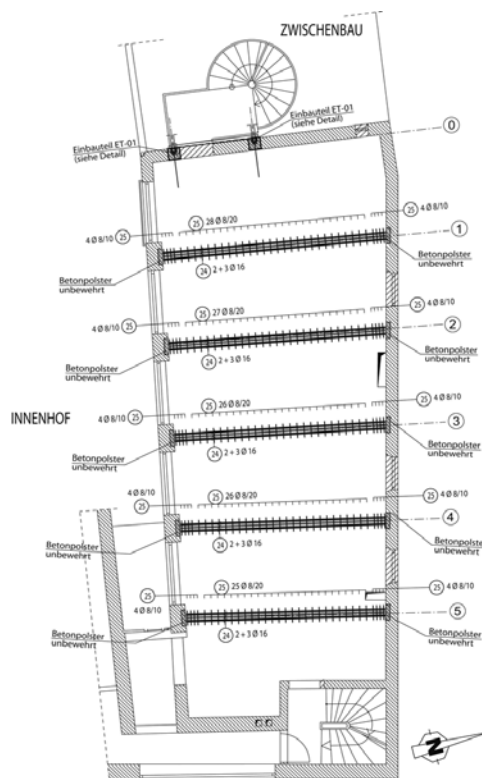 ZWISCHENBAU
Einbauteil ET-01
(siehe Detail)
Einbauteil ET-01
(siehe Detail)
0
4 Ø 8/10 25
25 28 Ø 8/20
25 4 Ø 8/10
1
Betonpolster
unbewehrt
24 2 + 3 Ø 16
Betonpolster
unbewehrt
4 Ø 8/10 25
25 27 Ø 8/20
25 4 Ø 8/10
2
Betonpolster
unbewehrt
24 2 + 3 Ø 16
Betonpolster
unbewehrt
INNENHOF
4 Ø 8/10 25
25 26 Ø 8/20
25 4 Ø 8/10
3
Betonpolster
unbewehrt
24 2 + 3 Ø 16
Betonpolster
unbewehrt
4 Ø 8/10
25
25 26 Ø 8/20
25 4 Ø 8/10
4
Betonpolster
unbewehrt
24 2 + 3 Ø 16
Betonpolster
unbewehrt
25
4 Ø 8/10
25 25 Ø 8/20
25 4 Ø 8/10
5
Betonpolster
unbewehrt
24 2 + 3 Ø 16
Betonpolster
unbewehrt
N